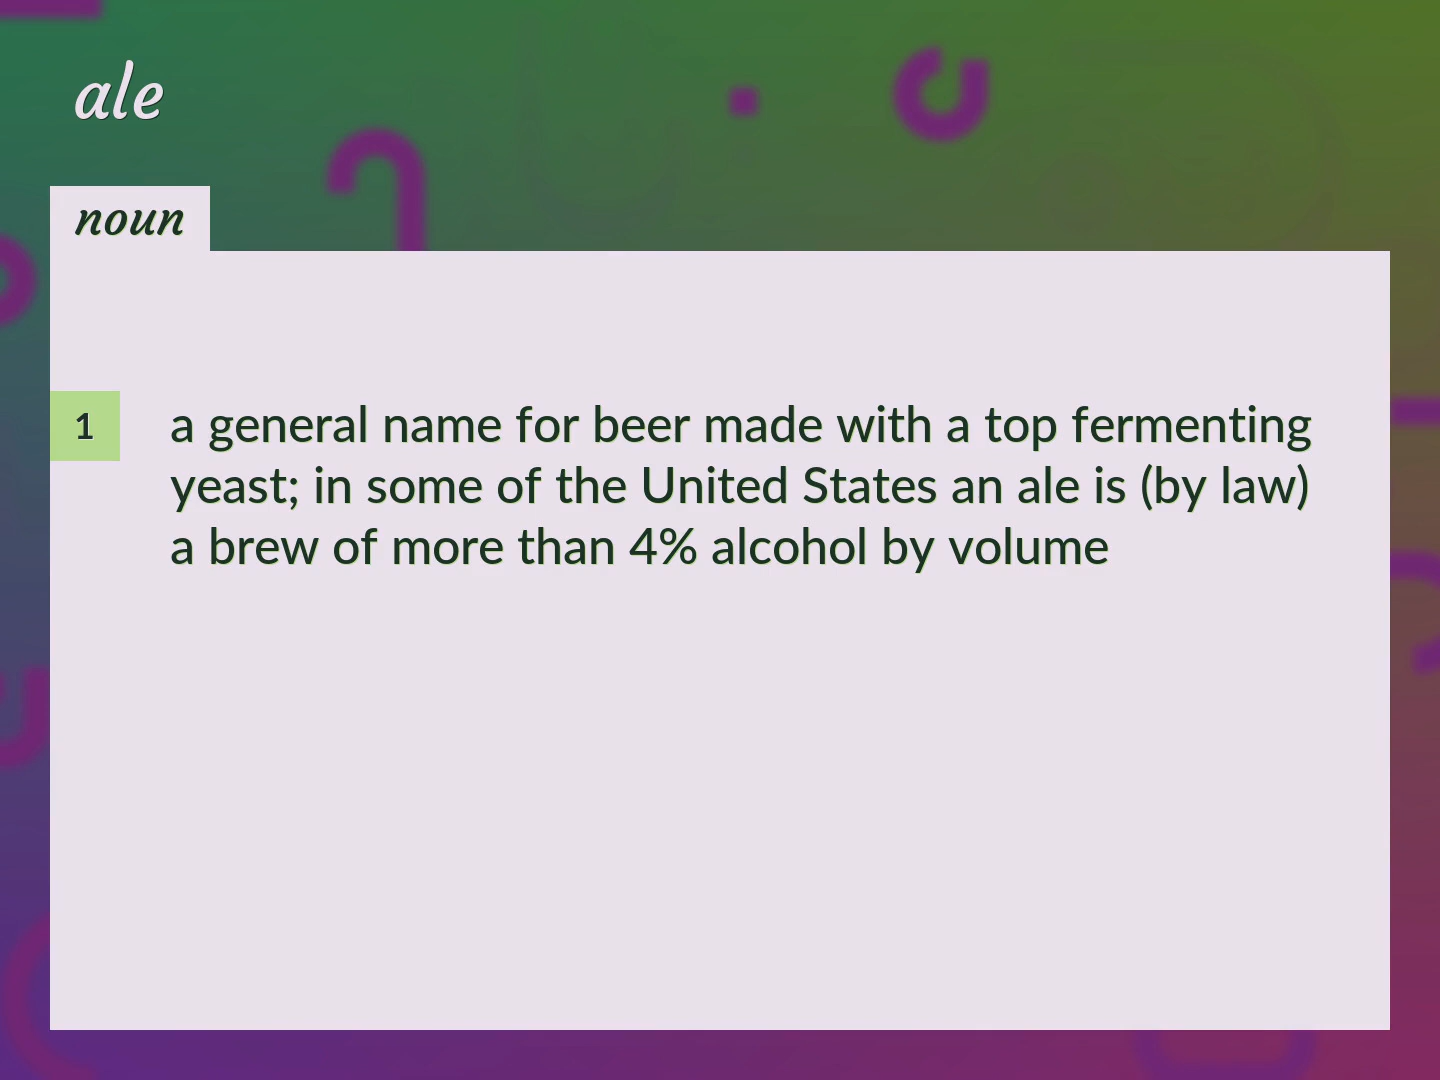 ale
noun
1 a general name for beer made with a top fermenting
yeast; in some of the United States an ale is (by law)
a brew of more than 4% alcohol by volume